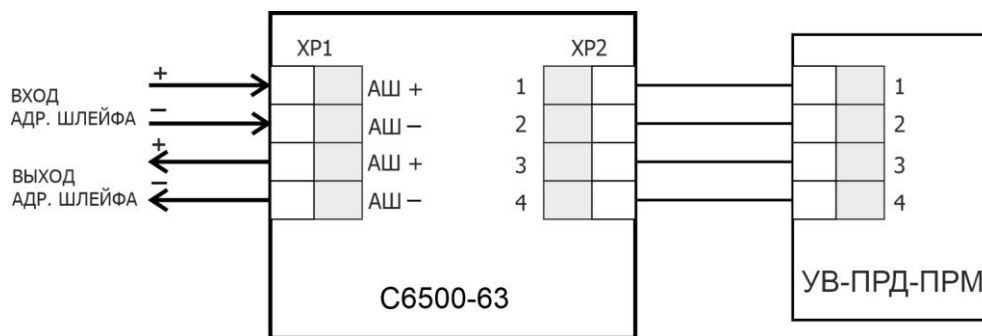 XP1 XP2
+ АШ + 1 1
ВХОД
АДР. ШЛЕЙФА
− АШ − 2 2
+ АШ + 3 3
ВЫХОД
АДР. ШЛЕЙФА
− АШ − 4 4
С6500-63
УВ-ПРД-ПРМ